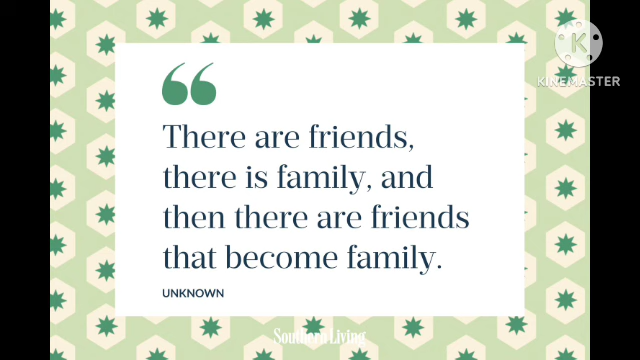 K
KINEMASTER
There are friends,
there is family, and
then there are friends
that become family.
UNKNOWN
Southern Living